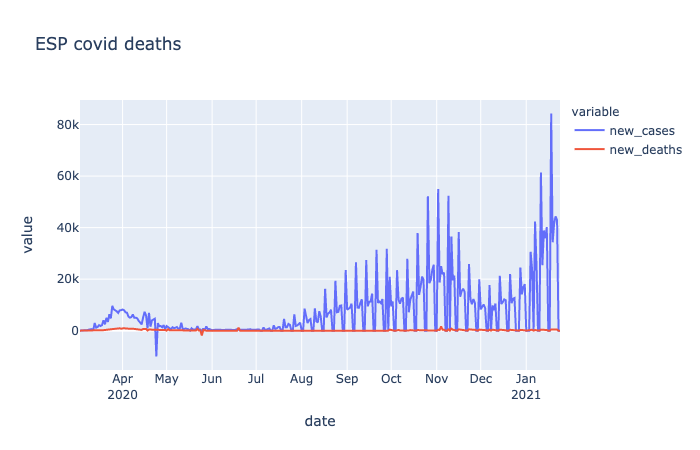 ESP covid deaths
variable
new_cases
new_deaths
80k
60k
40k
20k
0
value
Apr May Jun Jul Aug Sep Oct Nov Dec Jan
2020 2021
date